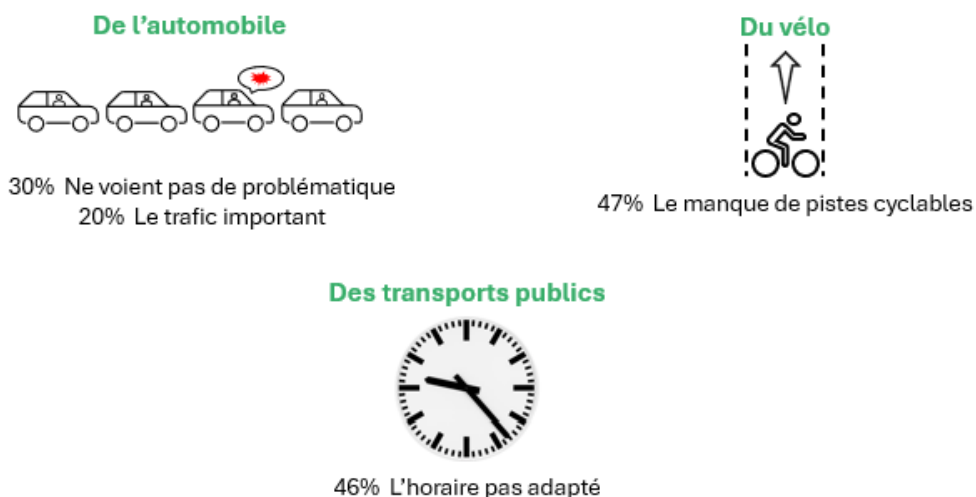 De l'automobile
30% Ne voient pas de problématique
20% Le trafic important
Du vélo
47% Le manque de pistes cyclables
Des transports publics
46% L'horaire pas adapté